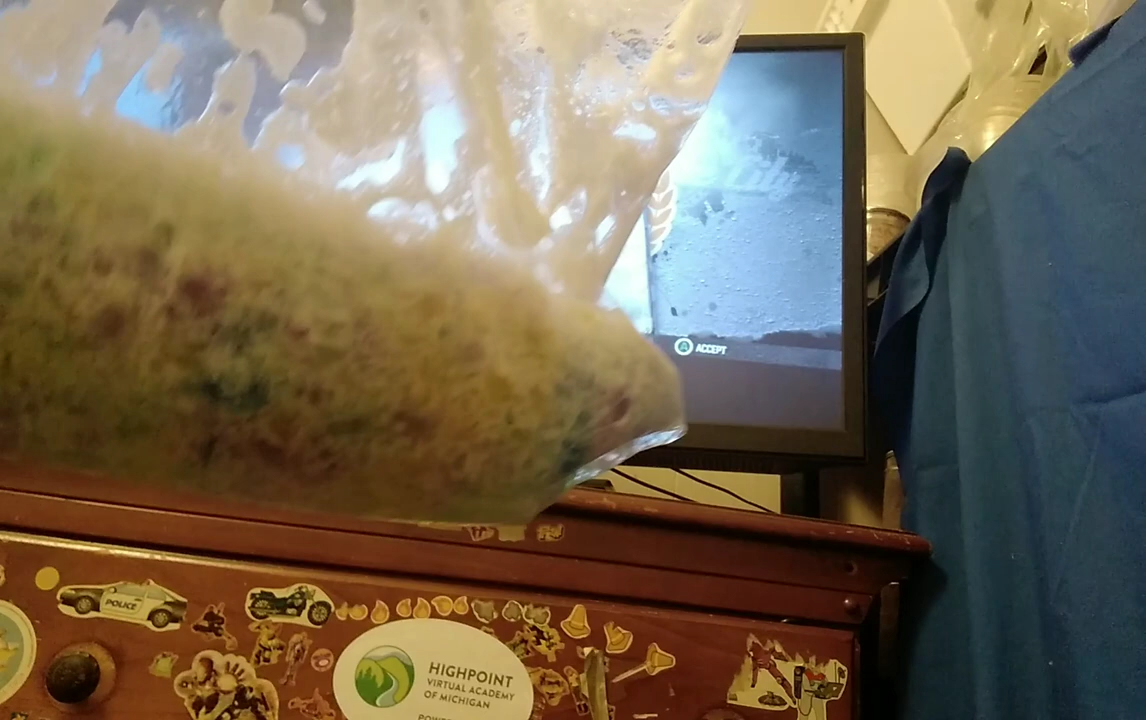 ACCEPT
POLICE
HIGHPOINT
VIRTUAL ACADEMY
OF MICHIGAN